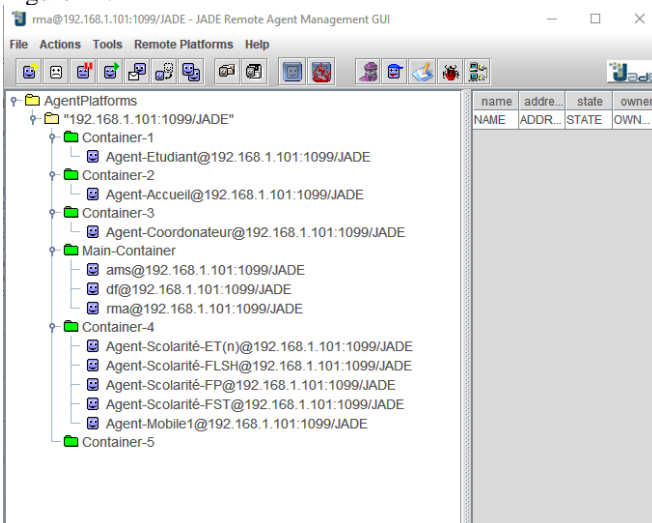 rma@192.168.1.101:1099/JADE - JADE Remote Agent Management GUI
File Actions Tools Remote Platforms Help
Jade
AgentPlatforms
"192.168.1.101:1099/JADE"
Container-1
Agent-Etudiant@192.168.1.101:1099/JADE
Container-2
Agent-Accueil@192.168.1.101:1099/JADE
Container-3
Agent-Coordonateur@192.168.1.101:1099/JADE
Main-Container
ams@192.168.1.101:1099/JADE
df@192.168.1.101:1099/JADE
rma@192.168.1.101:1099/JADE
Container-4
Agent-Scolarité-ET(n)@192.168.1.101:1099/JADE
Agent-Scolarité-FLSH@192.168.1.101:1099/JADE
Agent-Scolarité-FP@192.168.1.101:1099/JADE
Agent-Scolarité-FST@192.168.1.101:1099/JADE
Agent-Mobile1@192.168.1.101:1099/JADE
Container-5
name addre... state owner
NAME ADDR... STATE OWN...